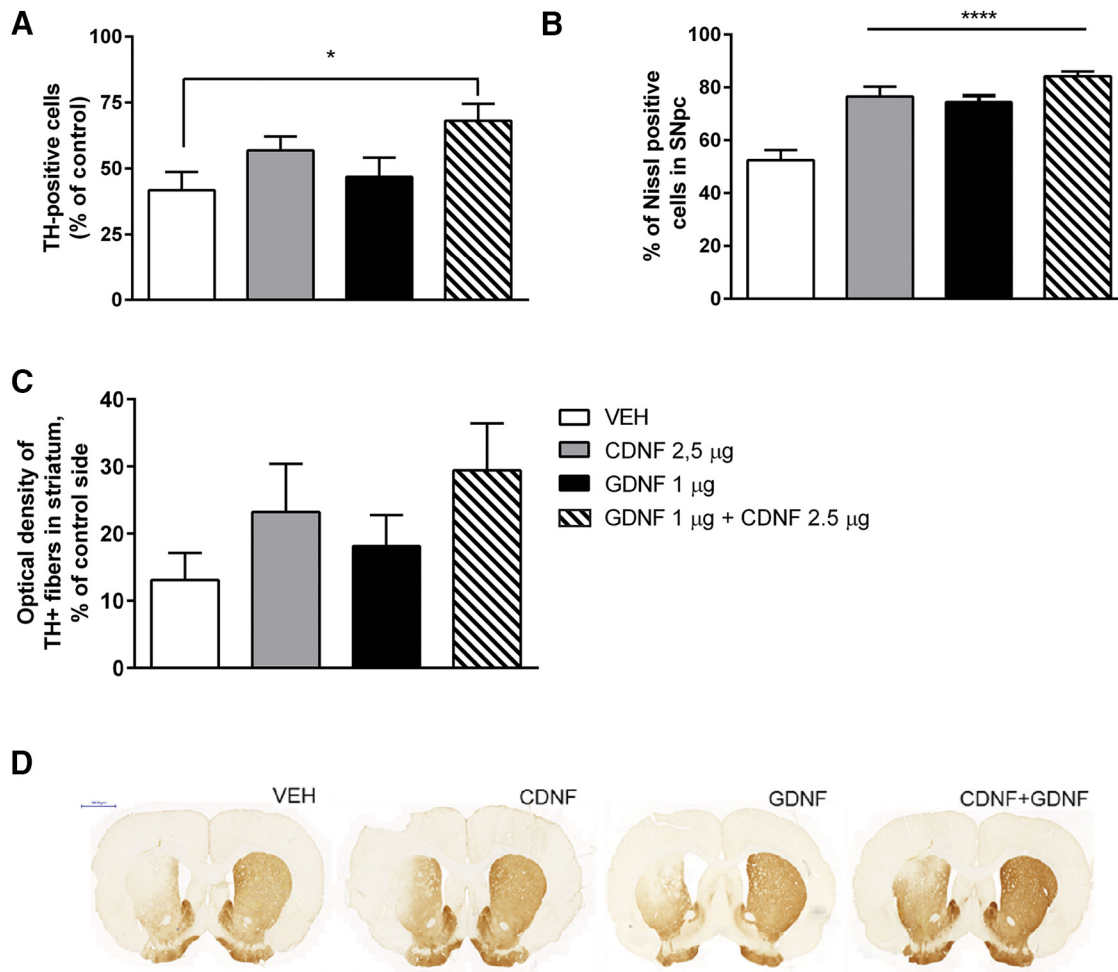 A
TH-positive cells
(% of control)
100
75
50
25
0
*
B
% of Nissl positive
cells in SNpc
100
80
60
40
20
0
****
C
Optical density of
TH+ fibers in striatum,
% of control side
40
30
20
10
0
VEH
CDNF 2,5 μg
GDNF 1 μg
GDNF 1 μg + CDNF 2.5 μg
D
VEH
CDNF
GDNF
CDNF+GDNF